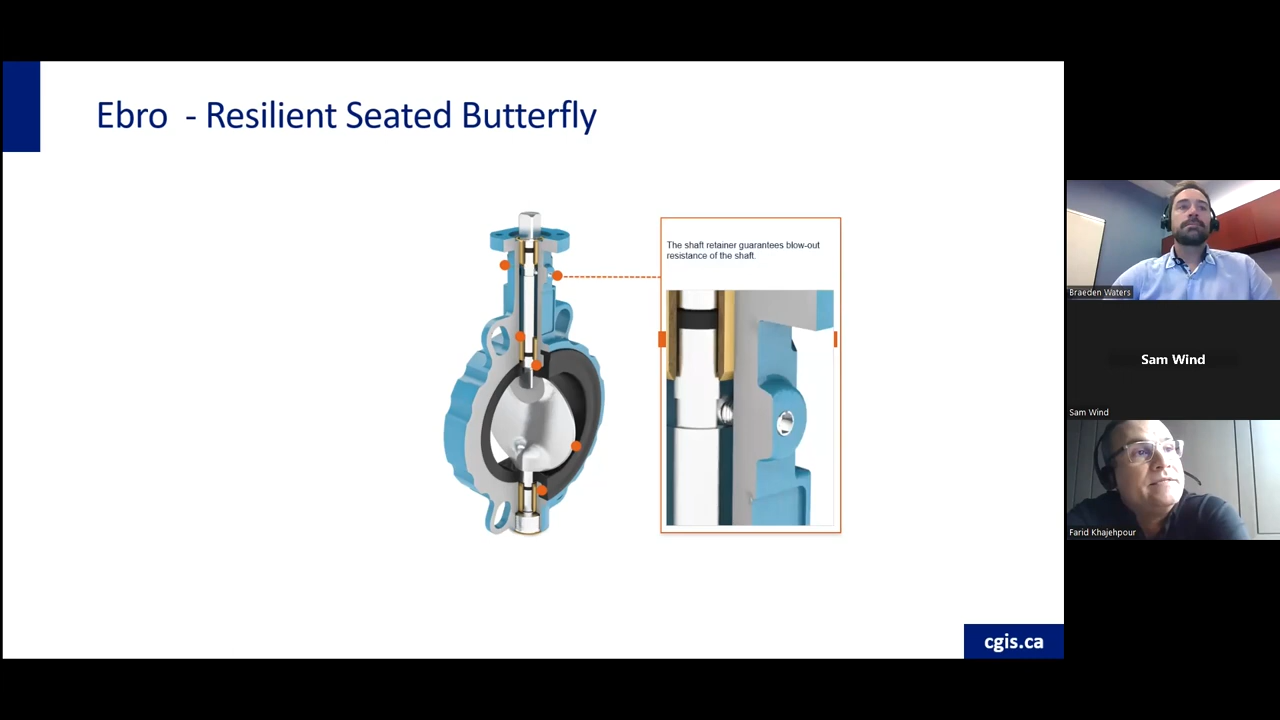 Ebro - Resilient Seated Butterfly
The shaft retainer guarantees blow-out
resistance of the shaft.
cgis.ca
Braeden Waters
Sam Wind
Sam Wind
Farid Khajehpour